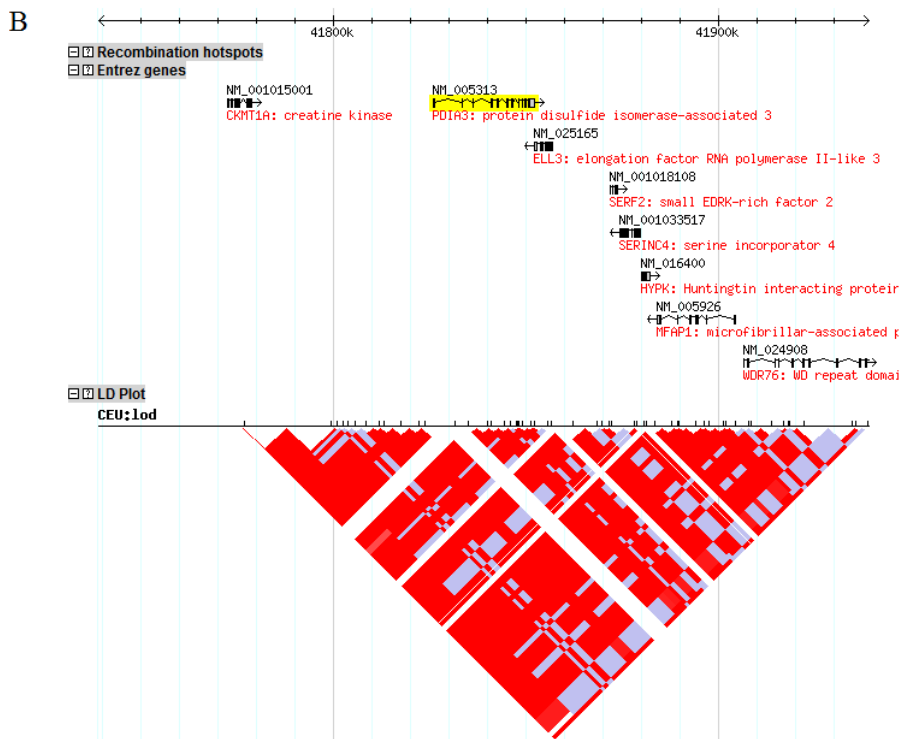 B
41800k 41900k
Recombination hotspots
Entrez genes
NM_001015001
CKMT1A: creatine kinase
NM_005313
PDIA3: protein disulfide isomerase-associated 3
NM_025165
ELL3: elongation factor RNA polymerase II-like 3
NM_001018108
SERF2: small EDRK-rich factor 2
NM_001033517
SERINC4: serine incorporator 4
NM_016400
HYPK: Huntingtin interacting protein
NM_005926
MFAP1: microfibrillar-associated p
NM_024908
WDR76: WD repeat domai
LD Plot
CEU:lod